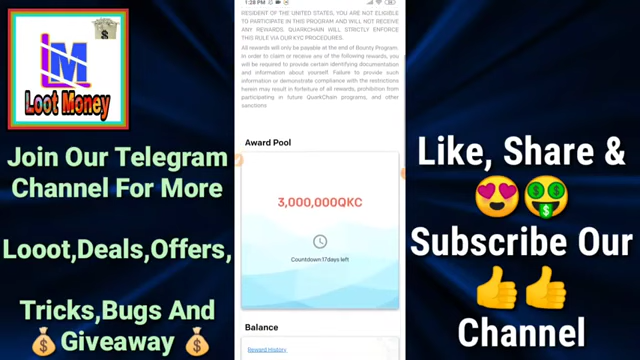 LM
Loot Money
Join Our Telegram
Channel For More
Looot,Deals,Offers,
Tricks,Bugs And
Giveaway
1:28 PM
RESIDENT OF THE UNITED STATES, YOU ARE NOT ELIGIBLE
TO PARTICIPATE IN THIS PROGRAM AND WILL NOT RECEIVE
ANY REWARDS. QUARKCHAIN WILL STRICTLY ENFORCE
THIS RULE VIA OUR KYC PROCEDURES.
All rewards will only be payable at the end of Bounty Program.
In order to claim or receive any of the following rewards, you
will be required to provide certain identifying documentation
and information about yourself. Failure to provide such
information or demonstrate compliance with the restrictions
herein may result in forfeiture of all rewards, prohibition from
participating in future QuarkChain programs, and other
sanctions
Award Pool
3,000,000QKC
Countdown:17days left
Balance
Reward History
Like, Share &
Subscribe Our
Channel